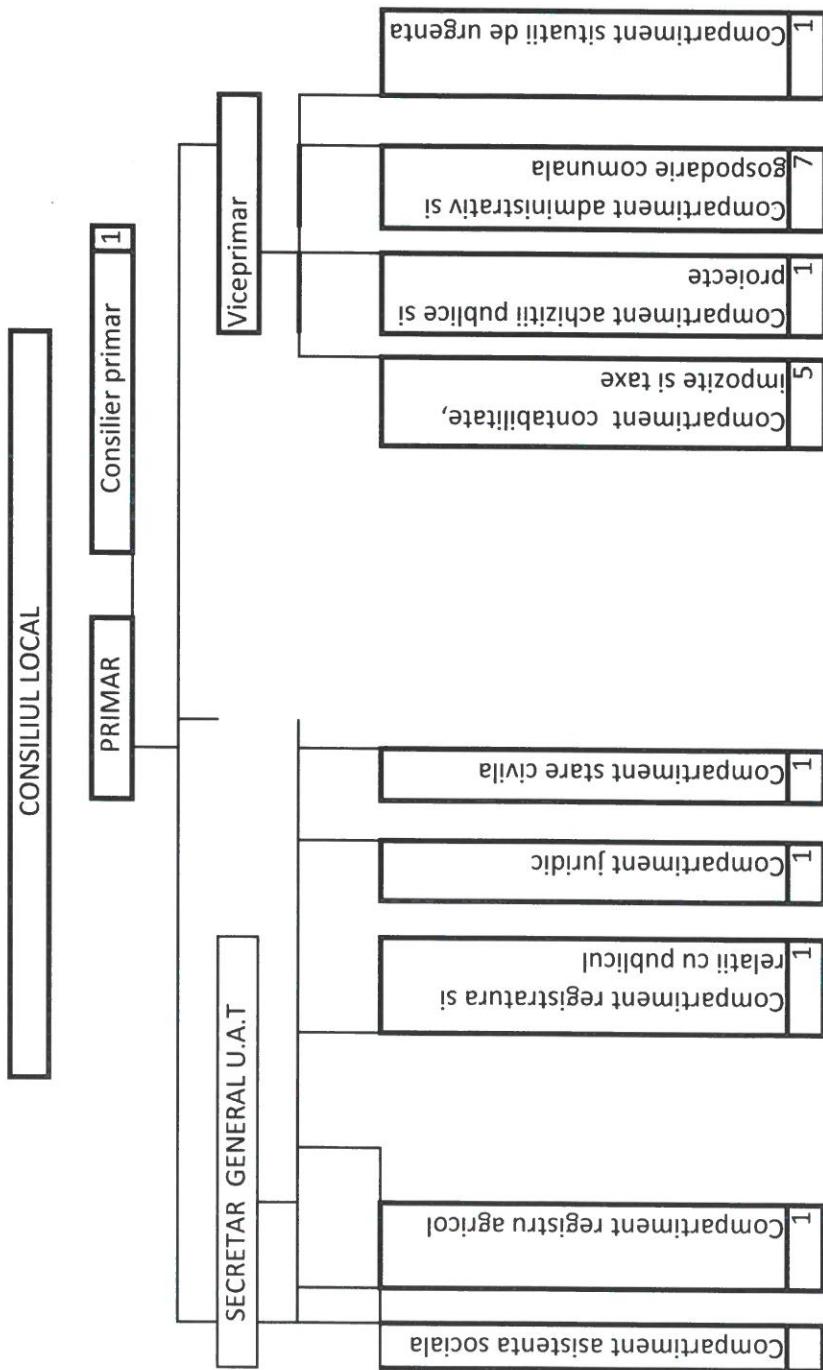 CONSILIUL LOCAL
PRIMAR
Consilier primar
1
SECRETAR GENERAL U.A.T
Viceprimar
Compartiment asistenta sociala
Compartiment registru agricol
1
Compartiment registratura si
relatii cu publicul
1
Compartiment juridic
1
Compartiment stare civila
1
Compartiment contabilitate,
impozite si taxe
5
Compartiment achizitii publice si
proiecte
1
Compartiment administrativ si
gospodarie comunala
7
Compartiment situatii de urgenta
1